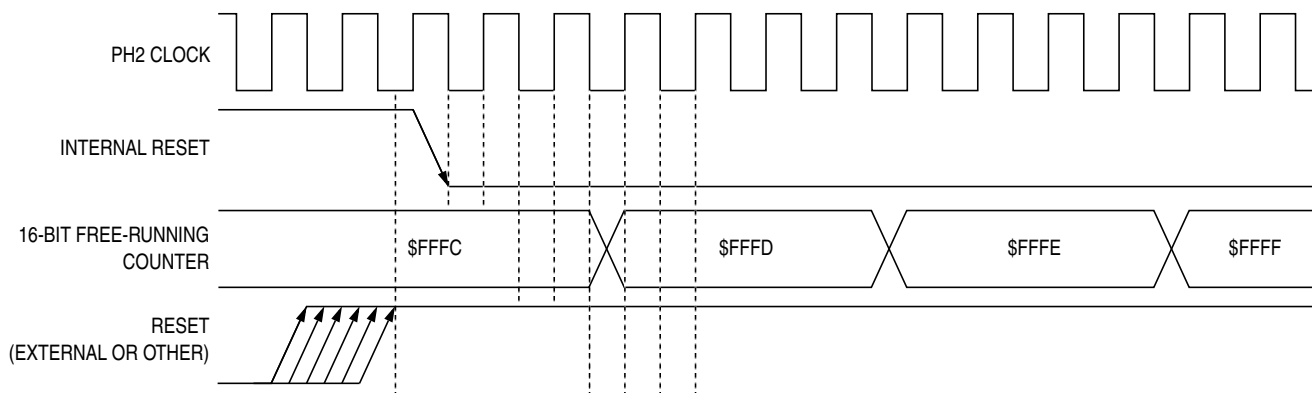 PH2 CLOCK
INTERNAL RESET
16-BIT FREE-RUNNING
COUNTER
$FFFC
$FFFD
$FFFE
$FFFF
RESET
(EXTERNAL OR OTHER)